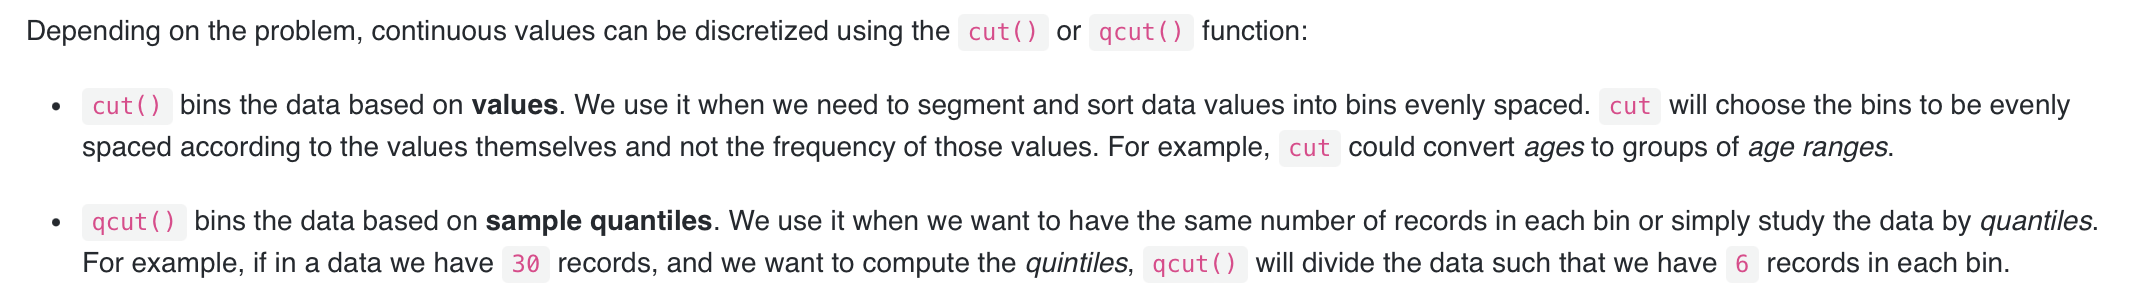 Depending on the problem, continuous values can be discretized using the cut() or qcut() function:
• cut() bins the data based on values. We use it when we need to segment and sort data values into bins evenly spaced. cut will choose the bins to be evenly
spaced according to the values themselves and not the frequency of those values. For example, cut could convert ages to groups of age ranges.
• qcut() bins the data based on sample quantiles. We use it when we want to have the same number of records in each bin or simply study the data by quantiles.
For example, if in a data we have 30 records, and we want to compute the quintiles, qcut() will divide the data such that we have 6 records in each bin.